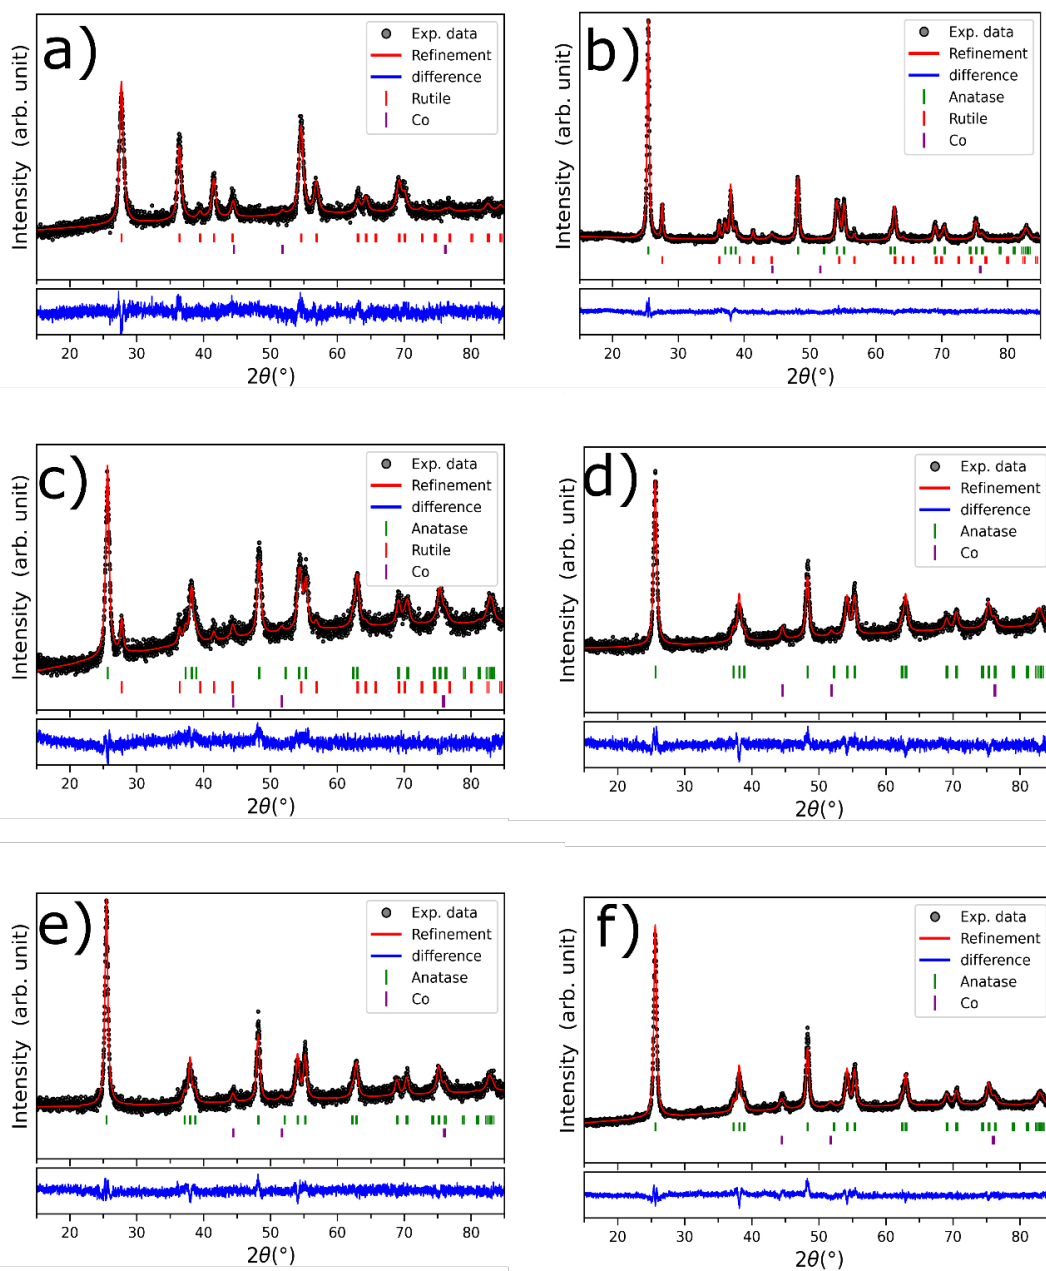 a)
Intensity (arb. unit)
Exp. data
Refinement
difference
Rutile
Co
20 30 40 50 60 70 80
2θ(°)
b)
Intensity (arb. unit)
Exp. data
Refinement
difference
Anatase
Rutile
Co
20 30 40 50 60 70 80
2θ(°)
c)
Intensity (arb. unit)
Exp. data
Refinement
difference
Anatase
Rutile
Co
20 30 40 50 60 70 80
2θ(°)
d)
Intensity (arb. unit)
Exp. data
Refinement
difference
Anatase
Co
20 30 40 50 60 70 80
2θ(°)
e)
Intensity (arb. unit)
Exp. data
Refinement
difference
Anatase
Co
20 30 40 50 60 70 80
2θ(°)
f)
Intensity (arb. unit)
Exp. data
Refinement
difference
Anatase
Co
20 30 40 50 60 70 80
2θ(°)